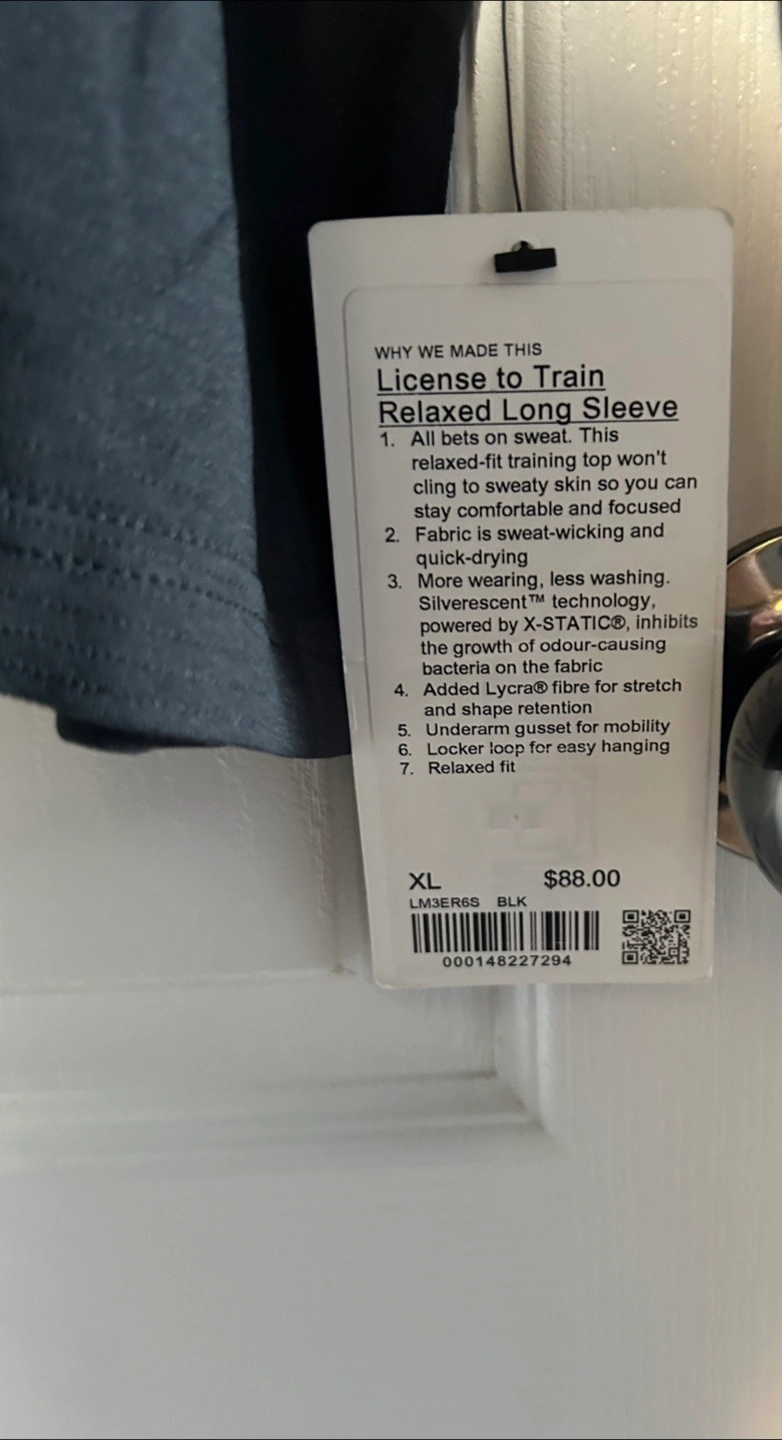 WHY WE MADE THIS
License to Train
Relaxed Long Sleeve
1. All bets on sweat. This
relaxed-fit training top won't
cling to sweaty skin so you can
stay comfortable and focused
2. Fabric is sweat-wicking and
quick-drying
3. More wearing, less washing.
Silverescent™ technology,
powered by X-STATIC®, inhibits
the growth of odour-causing
bacteria on the fabric
4. Added Lycra® fibre for stretch
and shape retention
5. Underarm gusset for mobility
6. Locker loop for easy hanging
7. Relaxed fit
XL $88.00
LM3ER6S BLK
000148227294